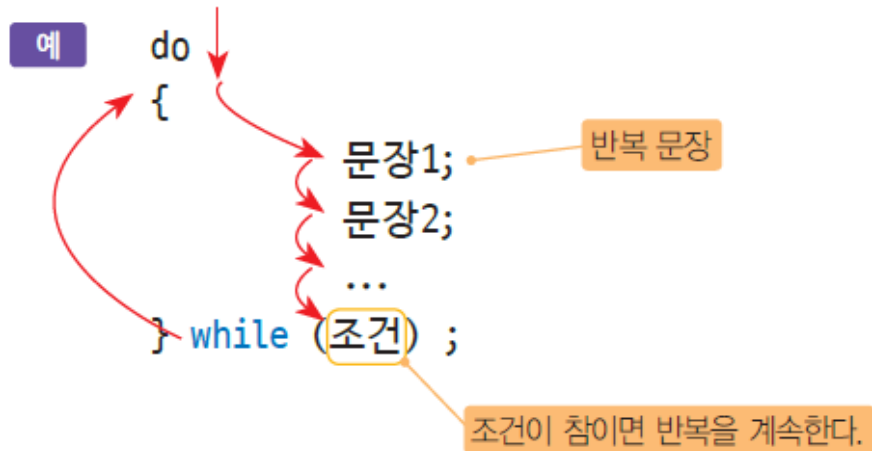 예
do
{
문장1;
반복 문장
문장2;
...
} while (조건) ;
조건이 참이면 반복을 계속한다.